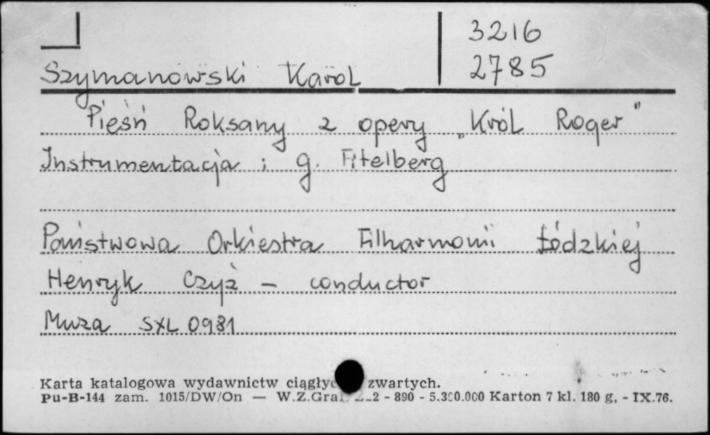 3216
2785
Szymanowski Karol
Pieśń Roksany z opery „Król Roger"
Instrumentacja : g. Fitelberg
Państwowa Orkiestra Filharmonii Łódzkiej
Henryk Czyż – conductor
Muza SXL 0981
Karta katalogowa wydawnictw zwartych.
Pu-B-144 zam. 1015/DW/On — W.Z.Graf. - 890 - 5.300.000 Karton 7 kl. 180 g. - IX.76.